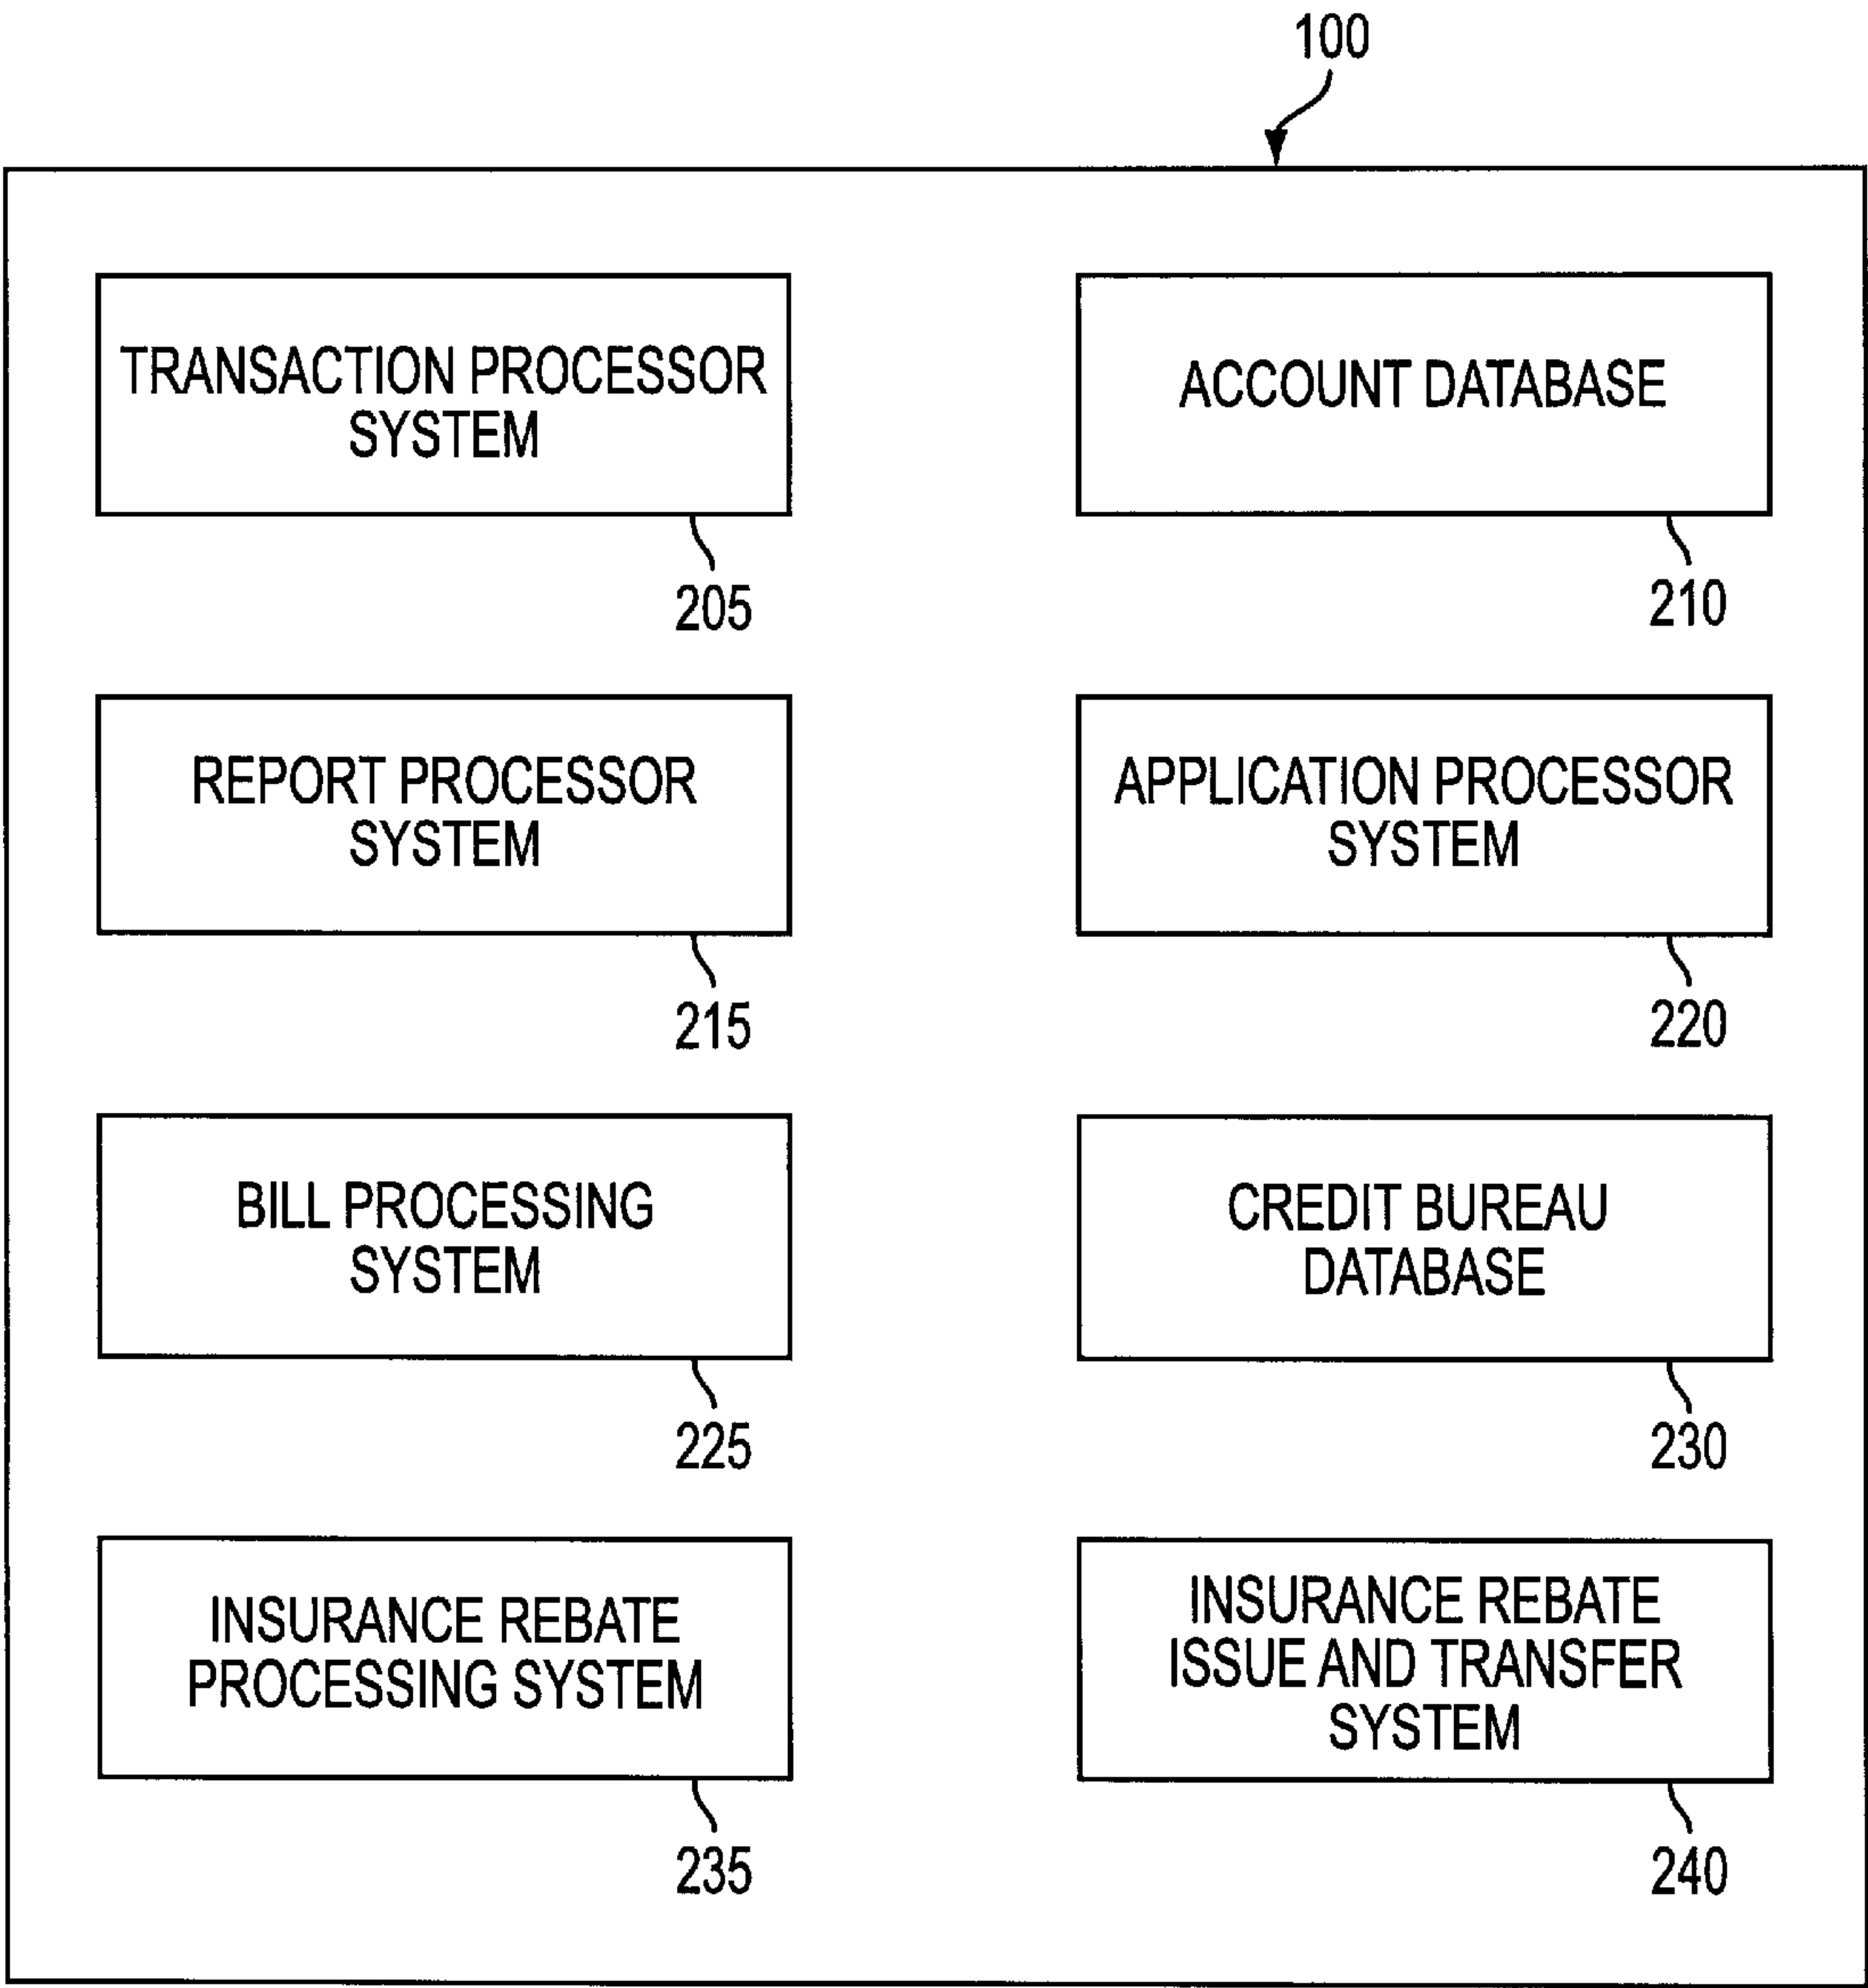 100
TRANSACTION PROCESSOR
SYSTEM
205
ACCOUNT DATABASE
210
REPORT PROCESSOR
SYSTEM
215
APPLICATION PROCESSOR
SYSTEM
220
BILL PROCESSING
SYSTEM
225
CREDIT BUREAU
DATABASE
230
INSURANCE REBATE
PROCESSING SYSTEM
235
INSURANCE REBATE
ISSUE AND TRANSFER
SYSTEM
240